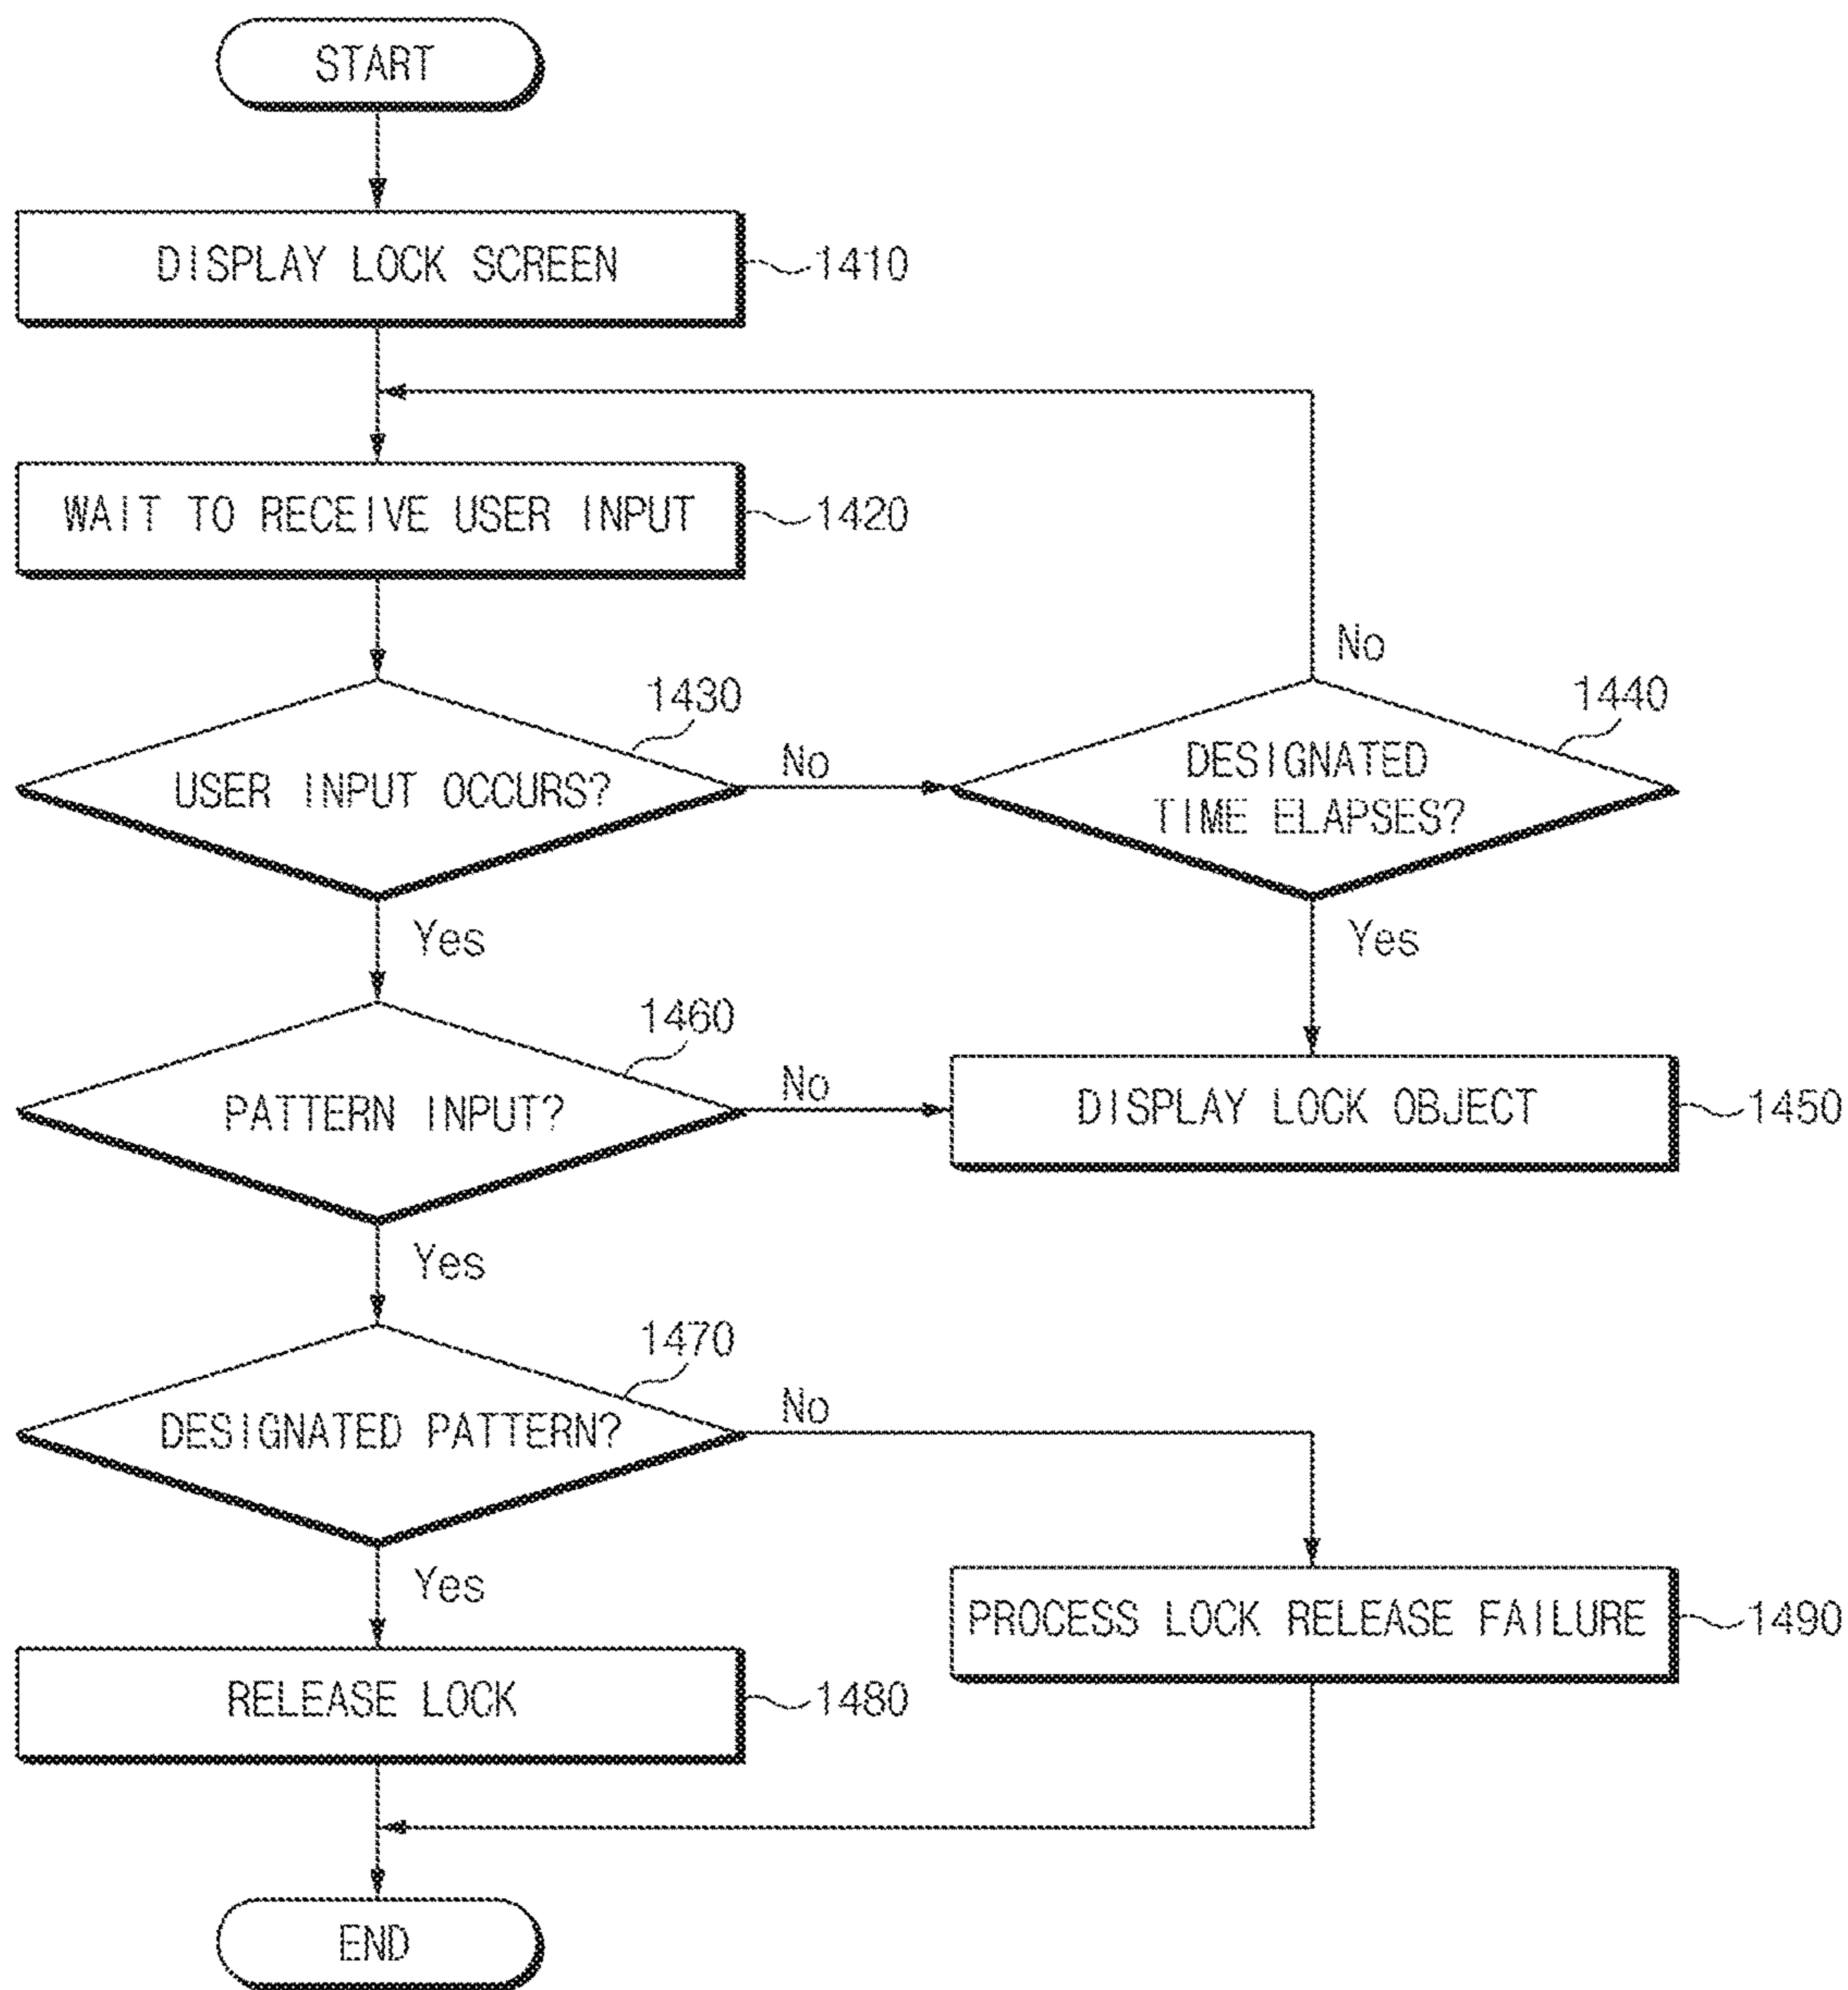 START
DISPLAY LOCK SCREEN
1410
WAIT TO RECEIVE USER INPUT
1420
No
1430
1440
USER INPUT OCCURS?
No
DESIGNATED
TIME ELAPSES?
Yes
Yes
1460
PATTERN INPUT?
No
DISPLAY LOCK OBJECT
1450
Yes
1470
DESIGNATED PATTERN?
No
Yes
PROCESS LOCK RELEASE FAILURE
1490
RELEASE LOCK
1480
END